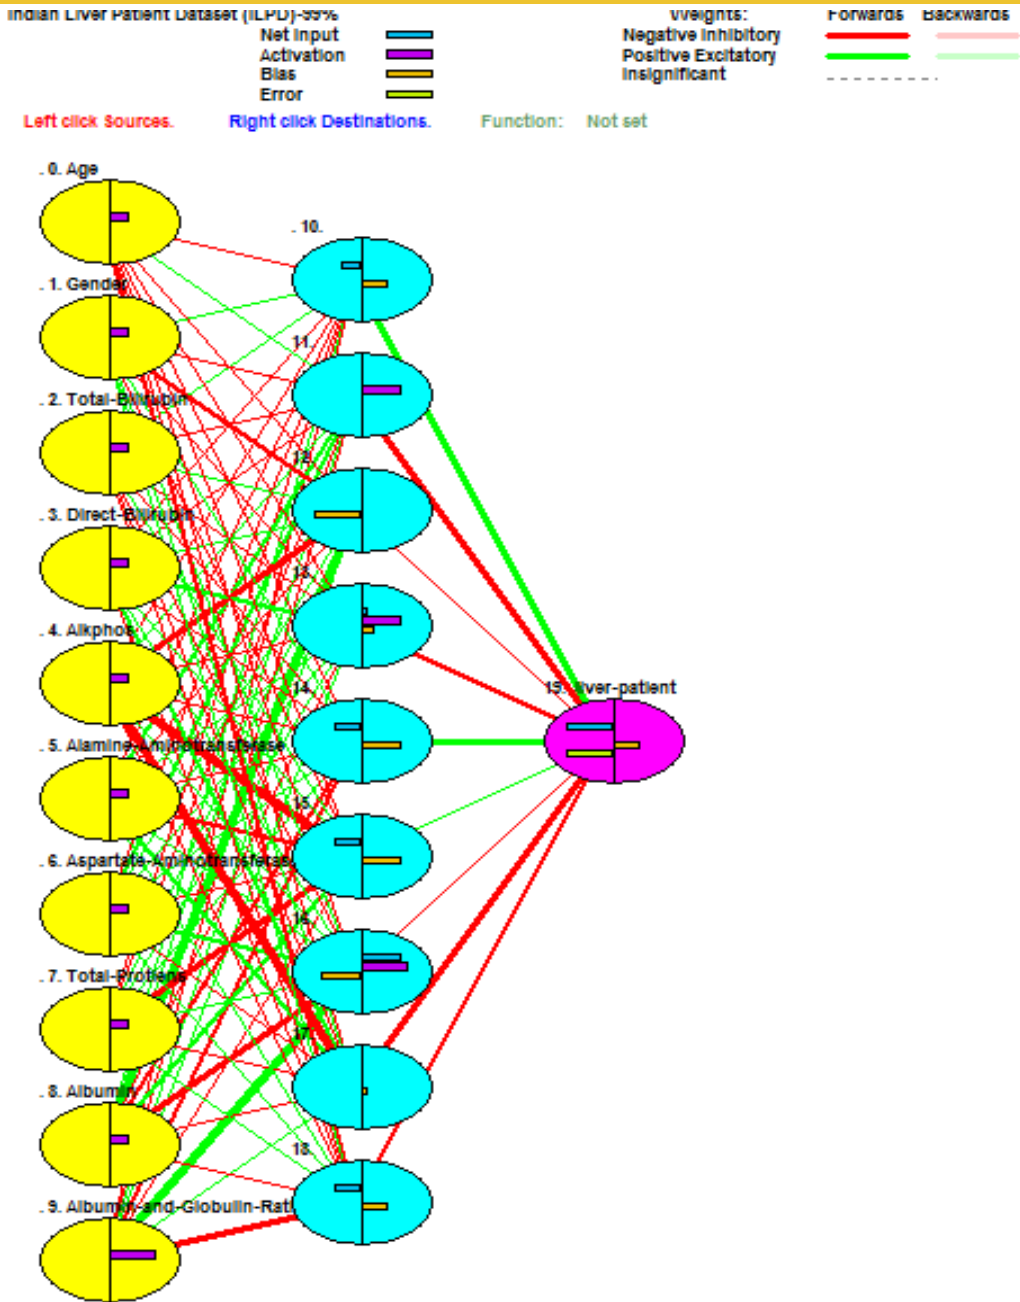 Indian Liver Patient Dataset (ILPD)-99%
Weights: Forwards Backwards
Net Input
Negative Inhibitory
Activation
Positive Excitatory
Bias
Insignificant
Error
Left click Sources. Right click Destinations. Function: Not set
. 0. Age
. 10.
. 1. Gender
11.
. 2. Total-Bilirubin
12.
. 3. Direct-Bilirubin
13.
. 4. Alkphos
14.
19. liver-patient
. 5. Alamine-Aminotransferase
15.
. 6. Aspartate-Aminotransferas
16.
. 7. Total-Protiens
17.
. 8. Albumin
18.
. 9. Albumin-and-Globulin-Rati